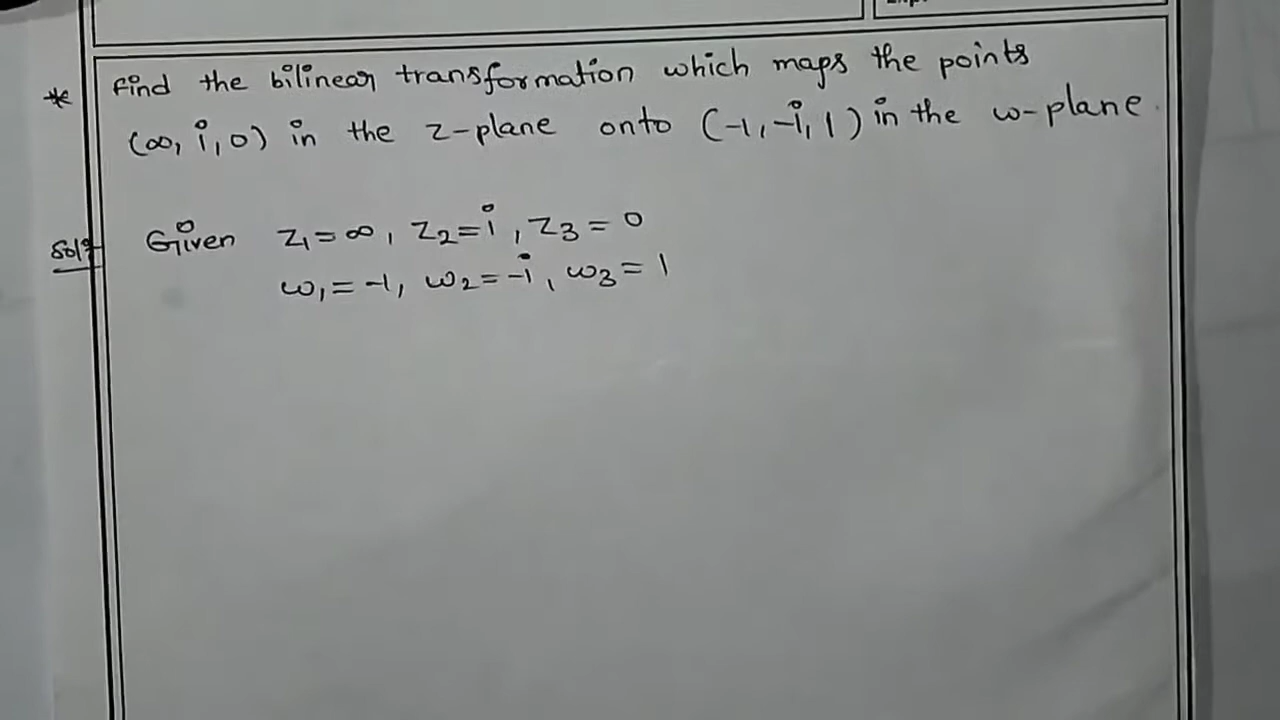 * Find the bilinear transformation which maps the points
(∞, i, 0) in the z-plane onto (-1, -i, 1) in the w-plane.
Given z₁ = ∞, z₂ = i, z₃ = 0
w₁ = -1, w₂ = -i, w₃ = 1